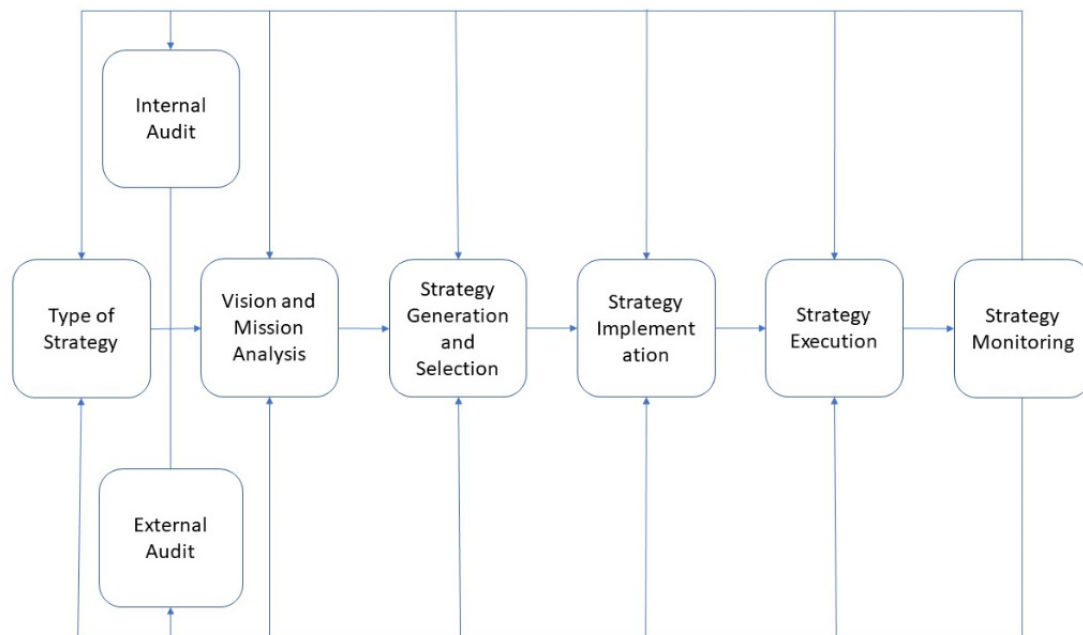 Internal
Audit
Type of
Strategy
Vision and
Mission
Analysis
Strategy
Generation
and
Selection
Strategy
Implement
ation
Strategy
Execution
Strategy
Monitoring
External
Audit